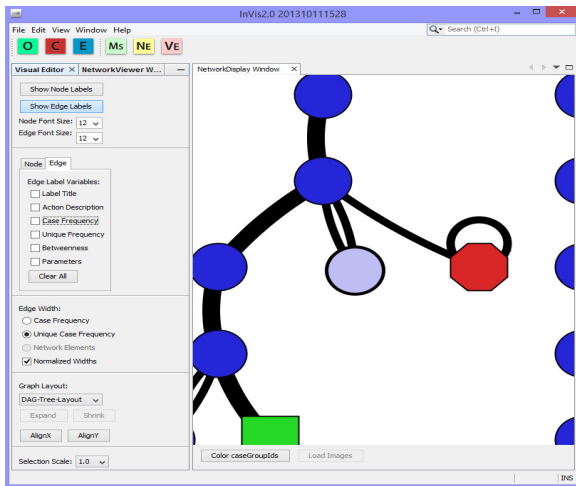 InVis2.0 201310111528
File Edit View Window Help
Search (Ctrl+I)
O C E Ms NE VE
Visual Editor × NetworkViewer W... —
NetworkDisplay Window ×
Show Node Labels
Show Edge Labels
Node Font Size: 12
Edge Font Size: 12
Node Edge
Edge Label Variables:
Label Title
Action Description
Case Frequency
Unique Frequency
Betweenness
Parameters
Clear All
Edge Width:
Case Frequency
Unique Case Frequency
Network Elements
Normalized Widths
Graph Layout:
DAG-Tree-Layout
Expand Shrink
AlignX AlignY
Selection Scale: 1.0
Color caseGroupIds Load Images
INS